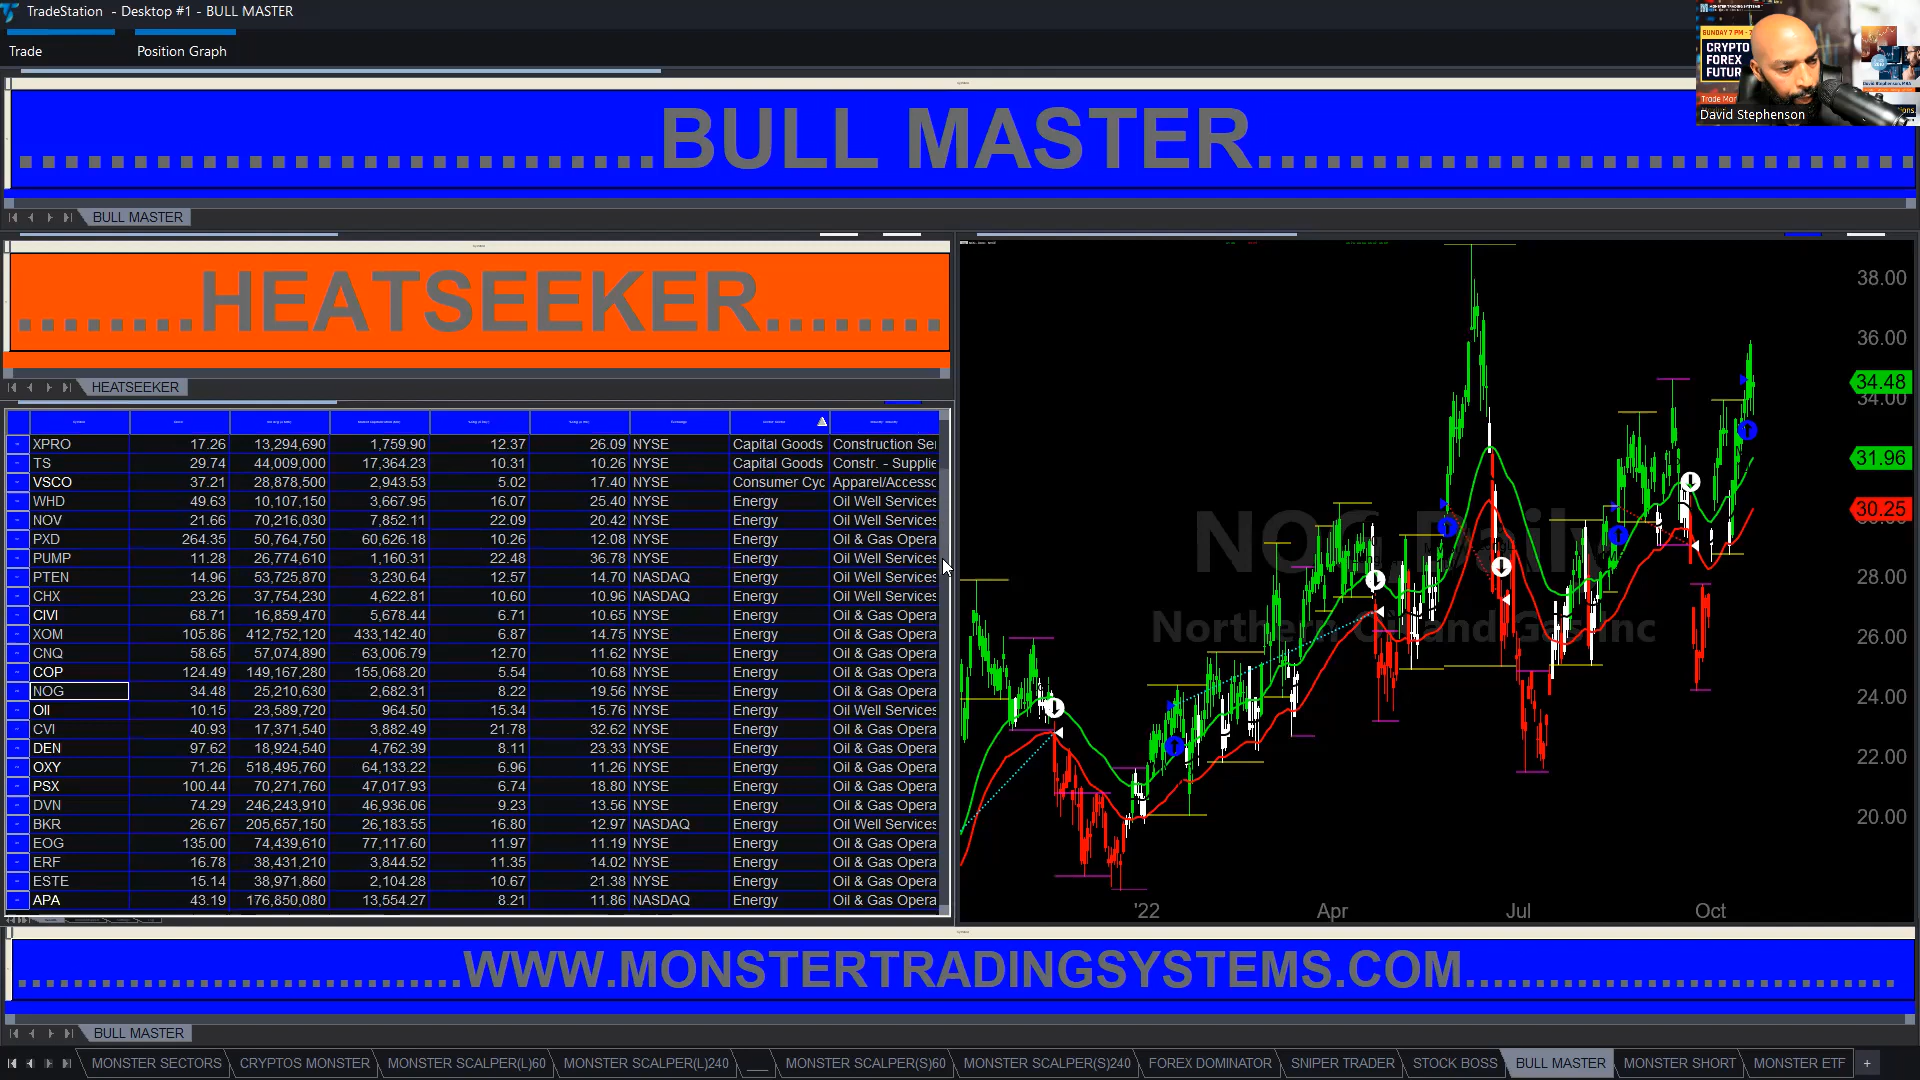 TradeStation - Desktop #1 - BULL MASTER
Trade
Position Graph
SUNDAY 7 PM - 7
CRYPTO
FOREX
FUTUR
David Stephenson
...BULL MASTER...
BULL MASTER
...HEATSEEKER...
HEATSEEKER
XPRO 17.26 13,294,690 1,759.90 12.37 26.09 NYSE Capital Goods Construction Ser
TS 29.74 44,009,000 17,364.23 10.31 10.26 NYSE Capital Goods Constr. - Supplie
VSCO 37.21 28,878,500 2,943.53 5.02 17.40 NYSE Consumer Cyc Apparel/Accessc
WHD 49.63 10,107,150 3,667.95 16.07 25.40 NYSE Energy Oil Well Services
NOV 21.66 70,216,030 7,852.11 22.09 20.42 NYSE Energy Oil Well Services
PXD 264.35 50,764,750 60,626.18 10.26 12.08 NYSE Energy Oil & Gas Opera
PUMP 11.28 26,774,610 1,160.31 22.48 36.78 NYSE Energy Oil Well Services
PTEN 14.96 53,725,870 3,230.64 12.57 14.70 NASDAQ Energy Oil Well Services
CHX 23.26 37,754,230 4,622.81 10.60 10.96 NASDAQ Energy Oil Well Services
CIVI 68.71 16,859,470 5,678.44 6.71 10.65 NYSE Energy Oil & Gas Opera
XOM 105.86 412,752,120 433,142.40 6.87 14.75 NYSE Energy Oil & Gas Opera
CNQ 58.65 57,074,890 63,006.79 12.70 11.62 NYSE Energy Oil & Gas Opera
COP 124.49 149,167,280 155,068.20 5.54 10.68 NYSE Energy Oil & Gas Opera
NOG 34.48 25,210,630 2,682.31 8.22 19.56 NYSE Energy Oil & Gas Opera
OII 10.15 23,589,720 964.50 15.34 15.76 NYSE Energy Oil Well Services
CVI 40.93 17,371,540 3,882.49 21.78 32.62 NYSE Energy Oil & Gas Opera
DEN 97.62 18,924,540 4,762.39 8.11 23.33 NYSE Energy Oil & Gas Opera
OXY 71.26 518,495,760 64,133.22 6.96 11.26 NYSE Energy Oil & Gas Opera
PSX 100.44 70,271,760 47,017.93 6.74 18.80 NYSE Energy Oil & Gas Opera
DVN 74.29 246,243,910 46,936.06 9.23 13.56 NYSE Energy Oil & Gas Opera
BKR 26.67 205,657,150 26,183.55 16.80 12.97 NASDAQ Energy Oil Well Services
EOG 135.00 74,439,610 77,117.60 11.97 11.19 NYSE Energy Oil & Gas Opera
ERF 16.78 38,431,210 3,844.52 11.35 14.02 NYSE Energy Oil & Gas Opera
ESTE 15.14 38,971,860 2,104.28 10.67 21.38 NYSE Energy Oil & Gas Opera
APA 43.19 176,850,080 13,554.27 8.21 11.86 NASDAQ Energy Oil & Gas Opera
NOG, Daily
Northern Oil and Gas Inc
38.00
36.00
34.48
34.00
31.96
30.25
28.00
26.00
24.00
22.00
20.00
'22 Apr Jul Oct
...WWW.MONSTERTRADINGSYSTEMS.COM...
BULL MASTER
MONSTER SECTORS CRYPTOS MONSTER MONSTER SCALPER(L)60 MONSTER SCALPER(L)240 ___ MONSTER SCALPER(S)60 MONSTER SCALPER(S)240 FOREX DOMINATOR SNIPER TRADER STOCK BOSS BULL MASTER MONSTER SHORT MONSTER ETF +